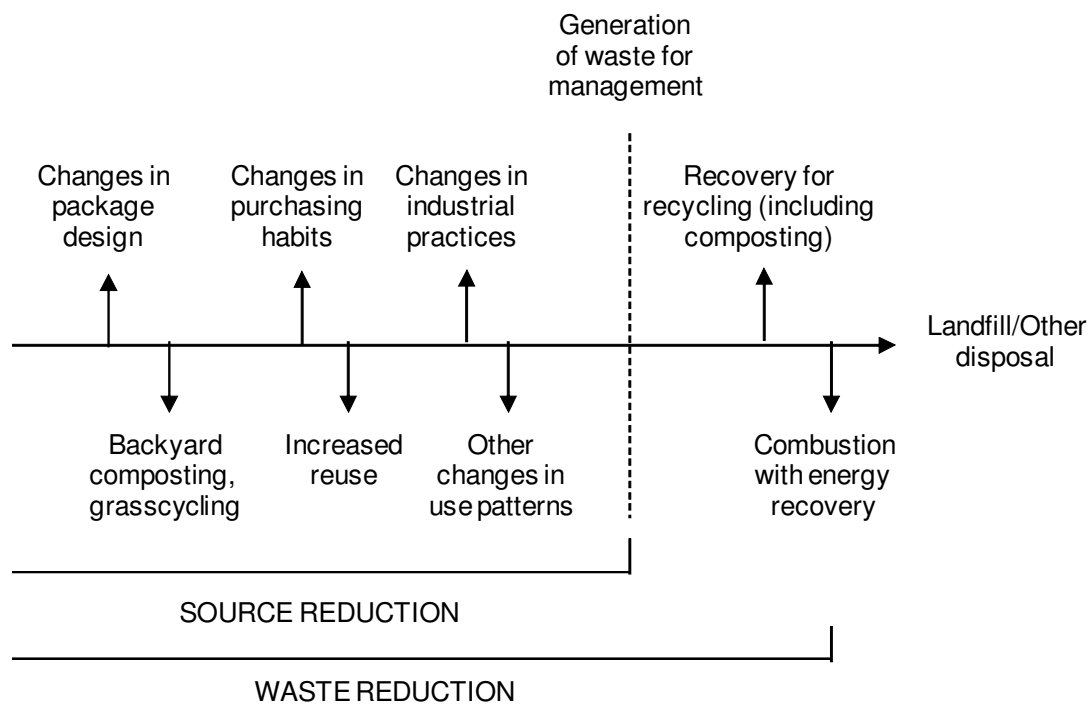 Generation
of waste for
management
Changes in
package
design
Changes in
purchasing
habits
Changes in
industrial
practices
Recovery for
recycling (including
composting)
Landfill/Other
disposal
Backyard
composting,
grasscycling
Increased
reuse
Other
changes in
use patterns
Combustion
with energy
recovery
SOURCE REDUCTION
WASTE REDUCTION